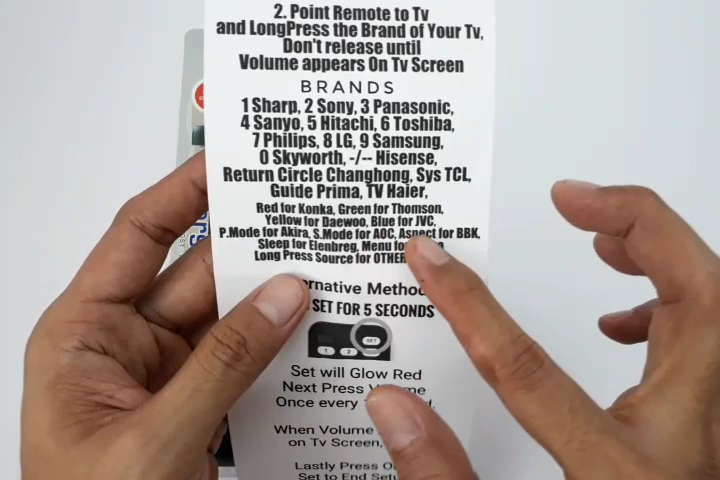 2. Point Remote to Tv
and LongPress the Brand of Your Tv,
Don't release until
Volume appears On Tv Screen
BRANDS
1 Sharp, 2 Sony, 3 Panasonic,
4 Sanyo, 5 Hitachi, 6 Toshiba,
7 Philips, 8 LG, 9 Samsung,
0 Skyworth, -/-- Hisense,
Return Circle Changhong, Sys TCL,
Guide Prima, TV Haier,
Red for Konka, Green for Thomson,
Yellow for Daewoo, Blue for JVC,
P.Mode for Akira, S.Mode for AOC, Aspect for BBK,
Sleep for Elenbreg, Menu
Long Press Source for OTHER
SET FOR 5 SECONDS
SET
1 2
Set will Glow Red
Next Press
Once every
When Volume
on Tv Screen,
Lastly Press
Set to End